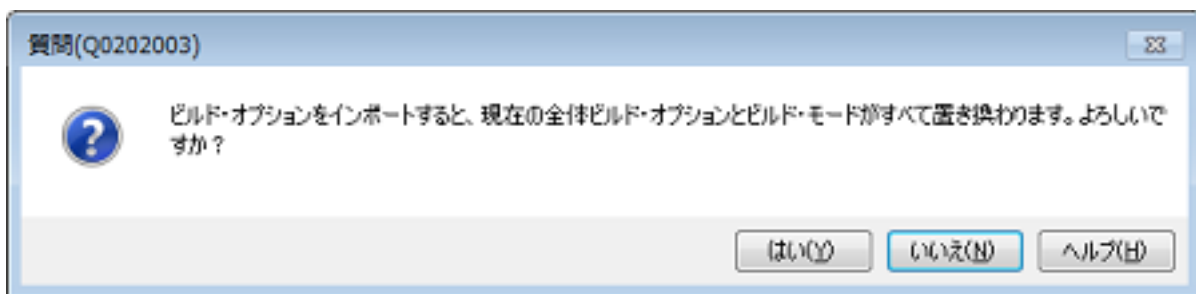 質問(Q0202003)
ビルド・オプションをインポートすると、現在の全体ビルド・オプションとビルド・モードがすべて置き換わります。よろしいで
すか？
はい(Y)
いいえ(N)
ヘルプ(H)